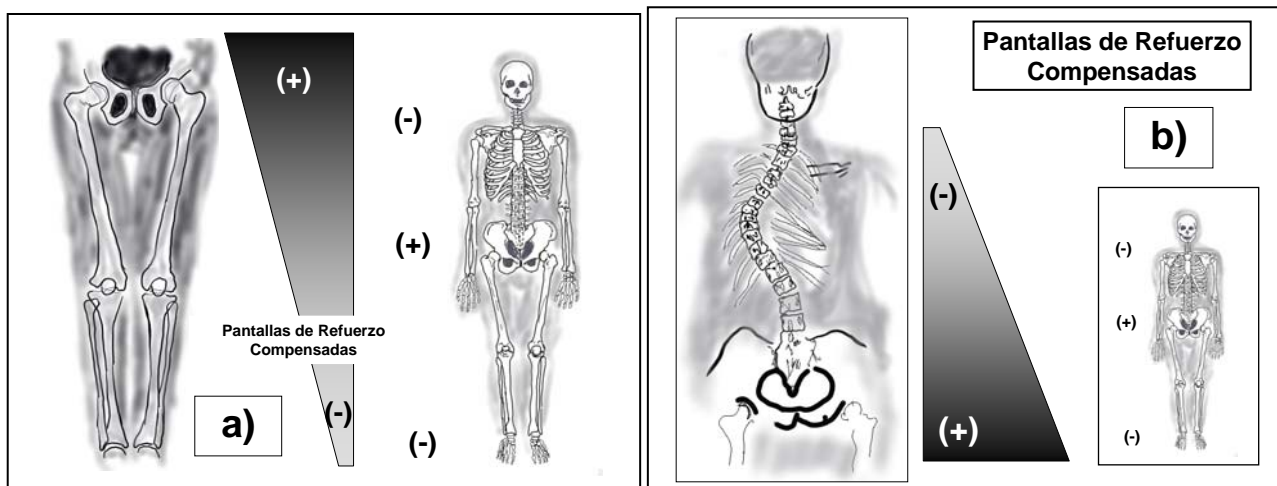 (+)
(-)
(+)
Pantallas de Refuerzo
Compensadas
(-)
a)
(-)
Pantallas de Refuerzo
Compensadas
b)
(-)
(-)
(+)
(+)
(-)